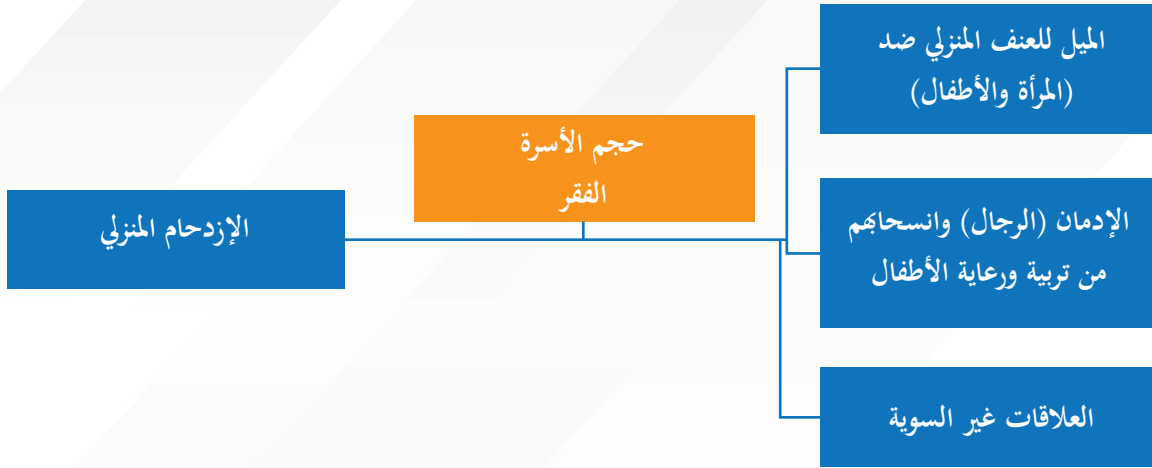 الميل للعنف المنزلي ضد
(المرأة والأطفال)
حجم الأسرة
الفقر
الإدمان (الرجال) وانسحابهم
من تربية ورعاية الأطفال
الإزدحام المنزلي
العلاقات غير السوية